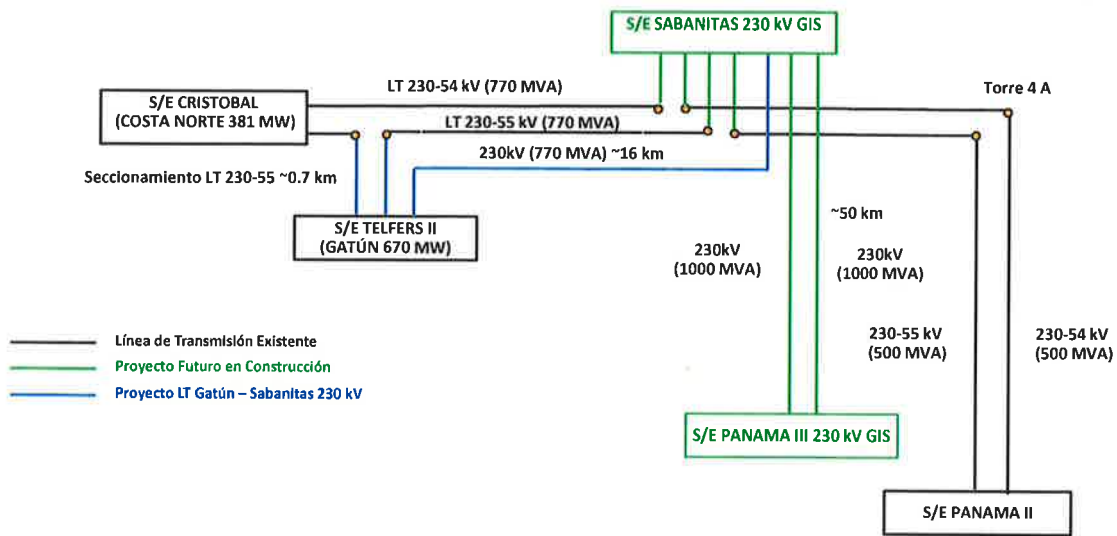 S/E SABANITAS 230 kV GIS
LT 230-54 kV (770 MVA)
Torre 4 A
S/E CRISTOBAL
(COSTA NORTE 381 MW)
LT 230-55 kV (770 MVA)
230kV (770 MVA) ~16 km
Seccionamiento LT 230-55 ~0.7 km
S/E TELFERS II
(GATÚN 670 MW)
~50 km
230kV
(1000 MVA)
230kV
(1000 MVA)
230-55 kV
(500 MVA)
230-54 kV
(500 MVA)
Línea de Transmisión Existente
Proyecto Futuro en Construcción
Proyecto LT Gatún – Sabanitas 230 kV
S/E PANAMA III 230 kV GIS
S/E PANAMA II